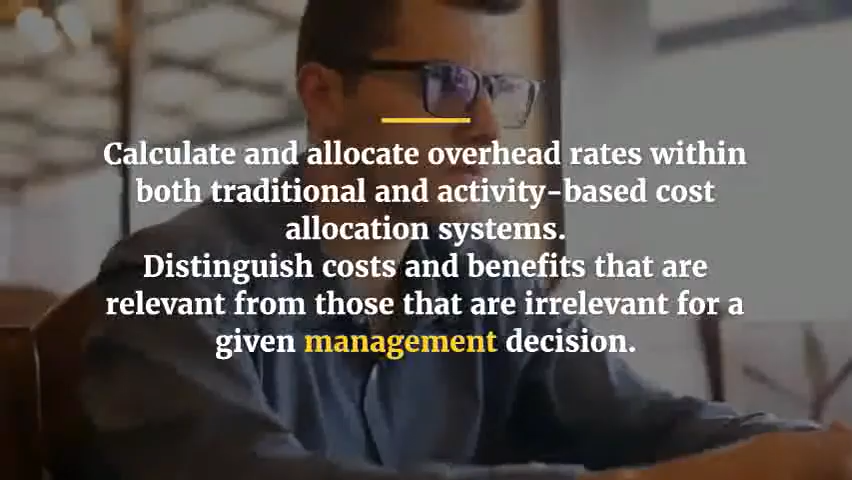 Calculate and allocate overhead rates within
both traditional and activity-based cost
allocation systems.
Distinguish costs and benefits that are
relevant from those that are irrelevant for a
given management decision.